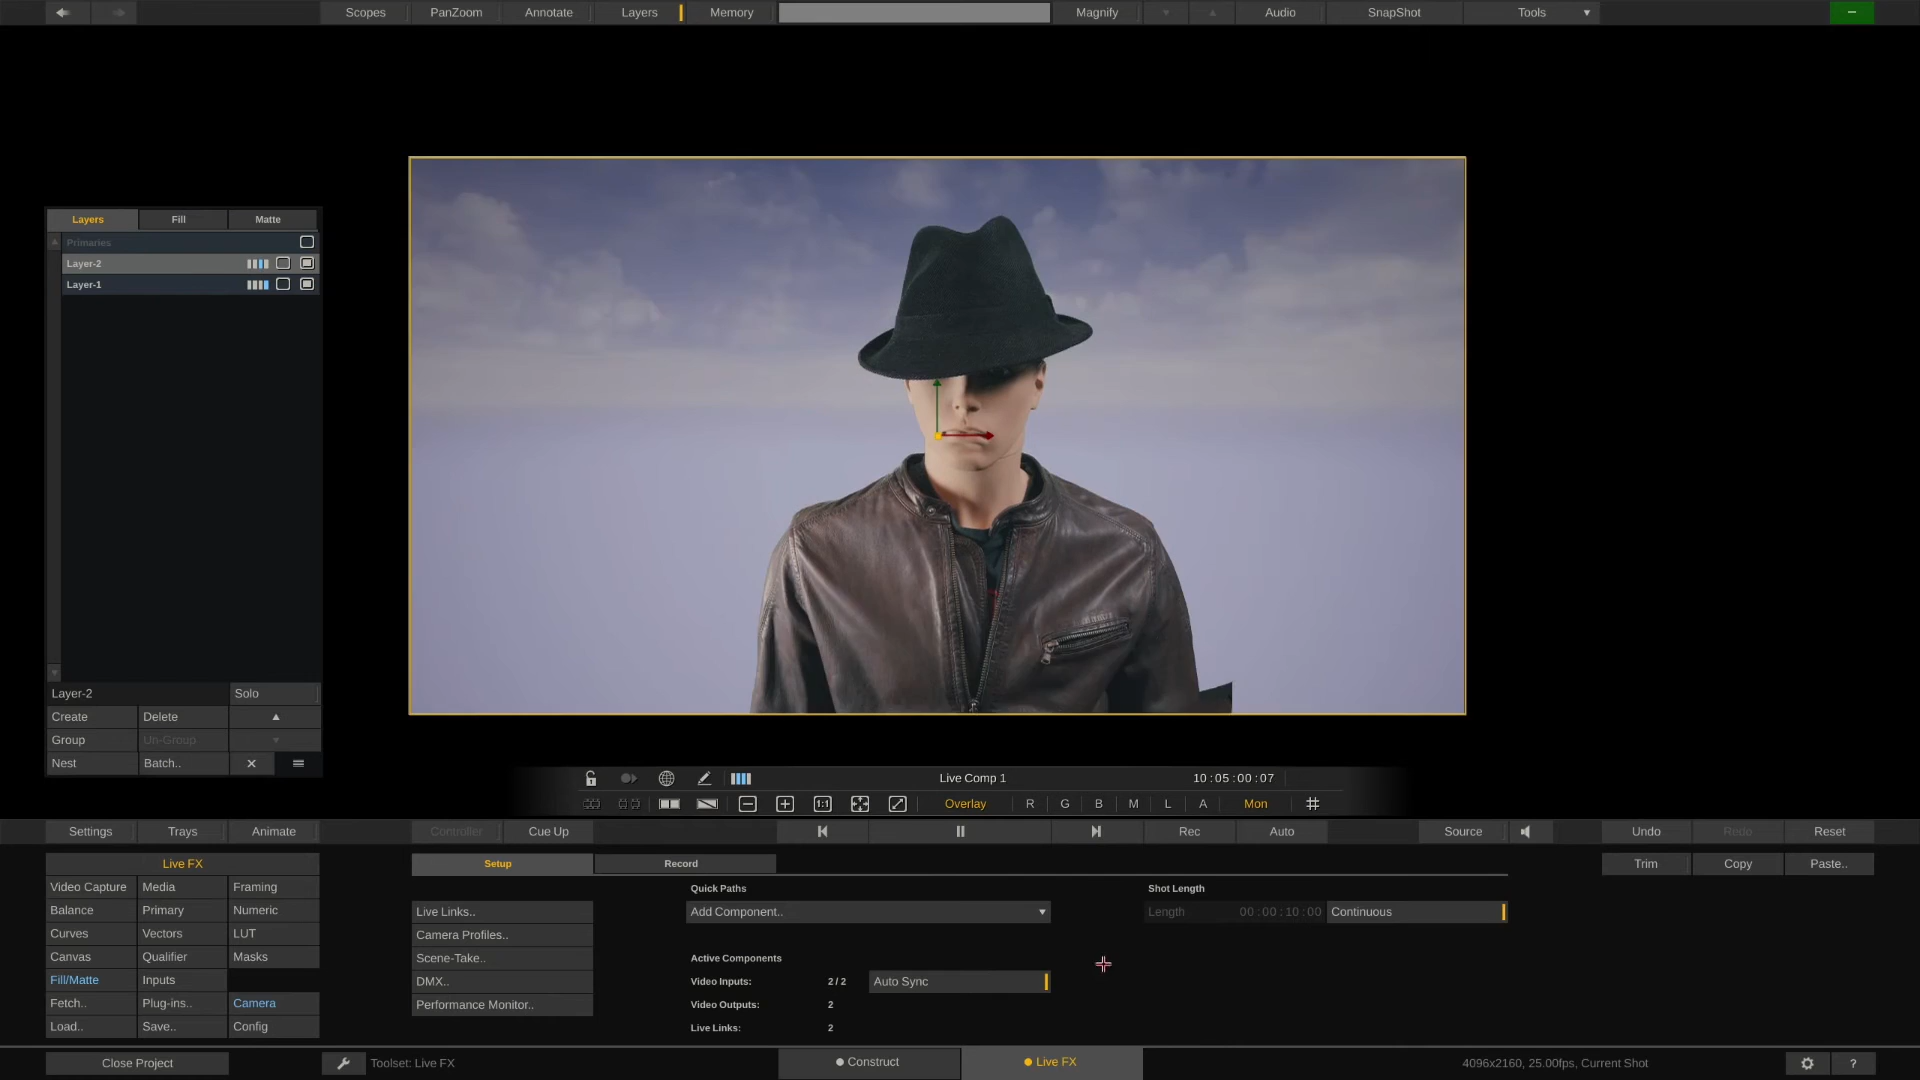 Scopes PanZoom Annotate Layers Memory Magnify Audio SnapShot Tools
Layers Fill Matte
Primaries
Layer-2
Layer-1
Layer-2 Solo
Create Delete
Group Un-Group
Nest Batch..
Live Comp 1 10:05:00:07
1:1 Overlay R G B M L A Mon
Settings Trays Animate Controller Cue Up Rec Auto Source Undo Redo Reset
Live FX Setup Record Trim Copy Paste..
Video Capture Media Framing Quick Paths Shot Length
Balance Primary Numeric Live Links.. Add Component.. Length 00:00:10:00 Continuous
Curves Vectors LUT Camera Profiles..
Canvas Qualifier Masks Scene-Take.. Active Components
Fill/Matte Inputs DMX.. Video Inputs: 2/2 Auto Sync
Fetch.. Plug-ins.. Camera Performance Monitor.. Video Outputs: 2
Load.. Save.. Config Live Links: 2
Close Project Toolset: Live FX Construct Live FX 4096x2160, 25.00fps, Current Shot ?